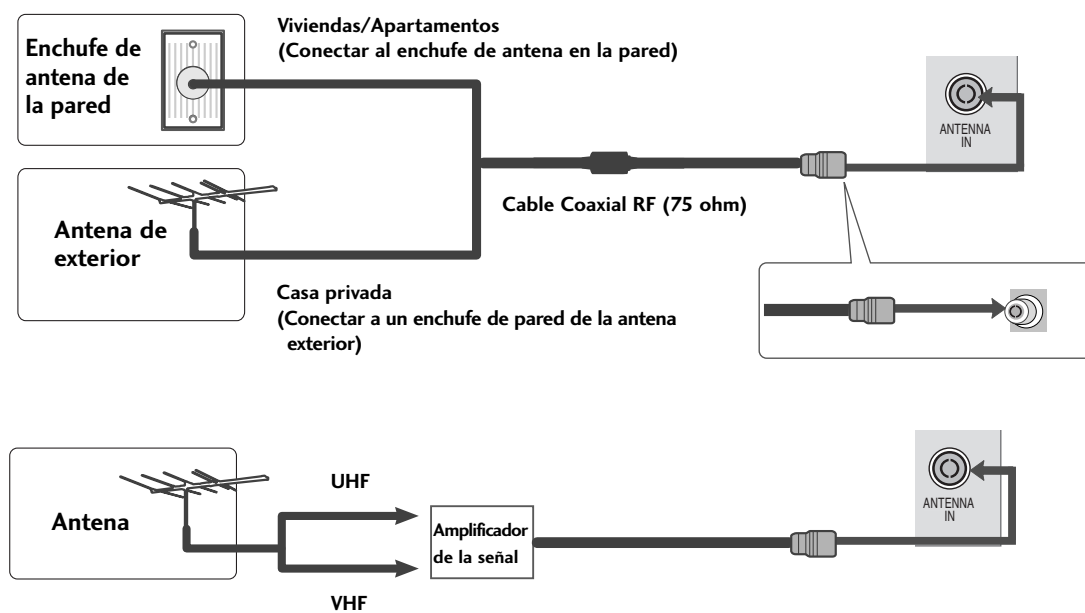 Enchufe de
antena de
la pared
Viviendas/Apartamentos
(Conectar al enchufe de antena en la pared)
ANTENNA
IN
Cable Coaxial RF (75 ohm)
Antena de
exterior
Casa privada
(Conectar a un enchufe de pared de la antena
exterior)
Antena
UHF
VHF
Amplificador
de la señal
ANTENNA
IN